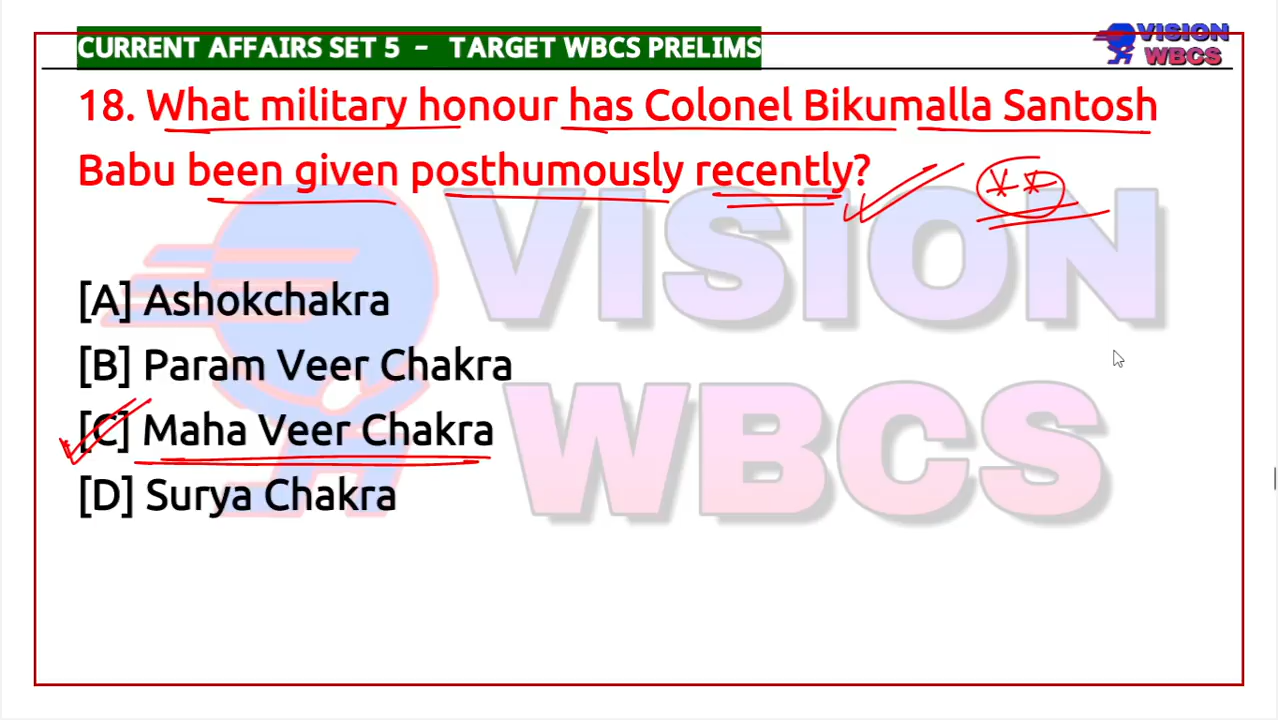 CURRENT AFFAIRS SET 5 - TARGET WBCS PRELIMS
VISION
WBCS
18. What military honour has Colonel Bikumalla Santosh
Babu been given posthumously recently?
**
VISION
WBCS
[A] Ashokchakra
[B] Param Veer Chakra
[C] Maha Veer Chakra
[D] Surya Chakra